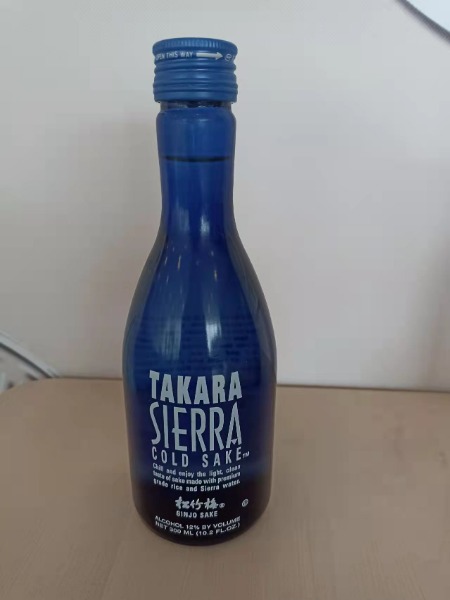 OPEN THIS WAY
TAKARA
SIERRA
COLD SAKE™
Chill and enjoy the light, clean
taste of sake made with premium
grade rice and Sierra water.
松竹梅®
GINJO SAKE
ALCOHOL 12% BY VOLUME
NET 300 ML (10.2 FL.OZ.)